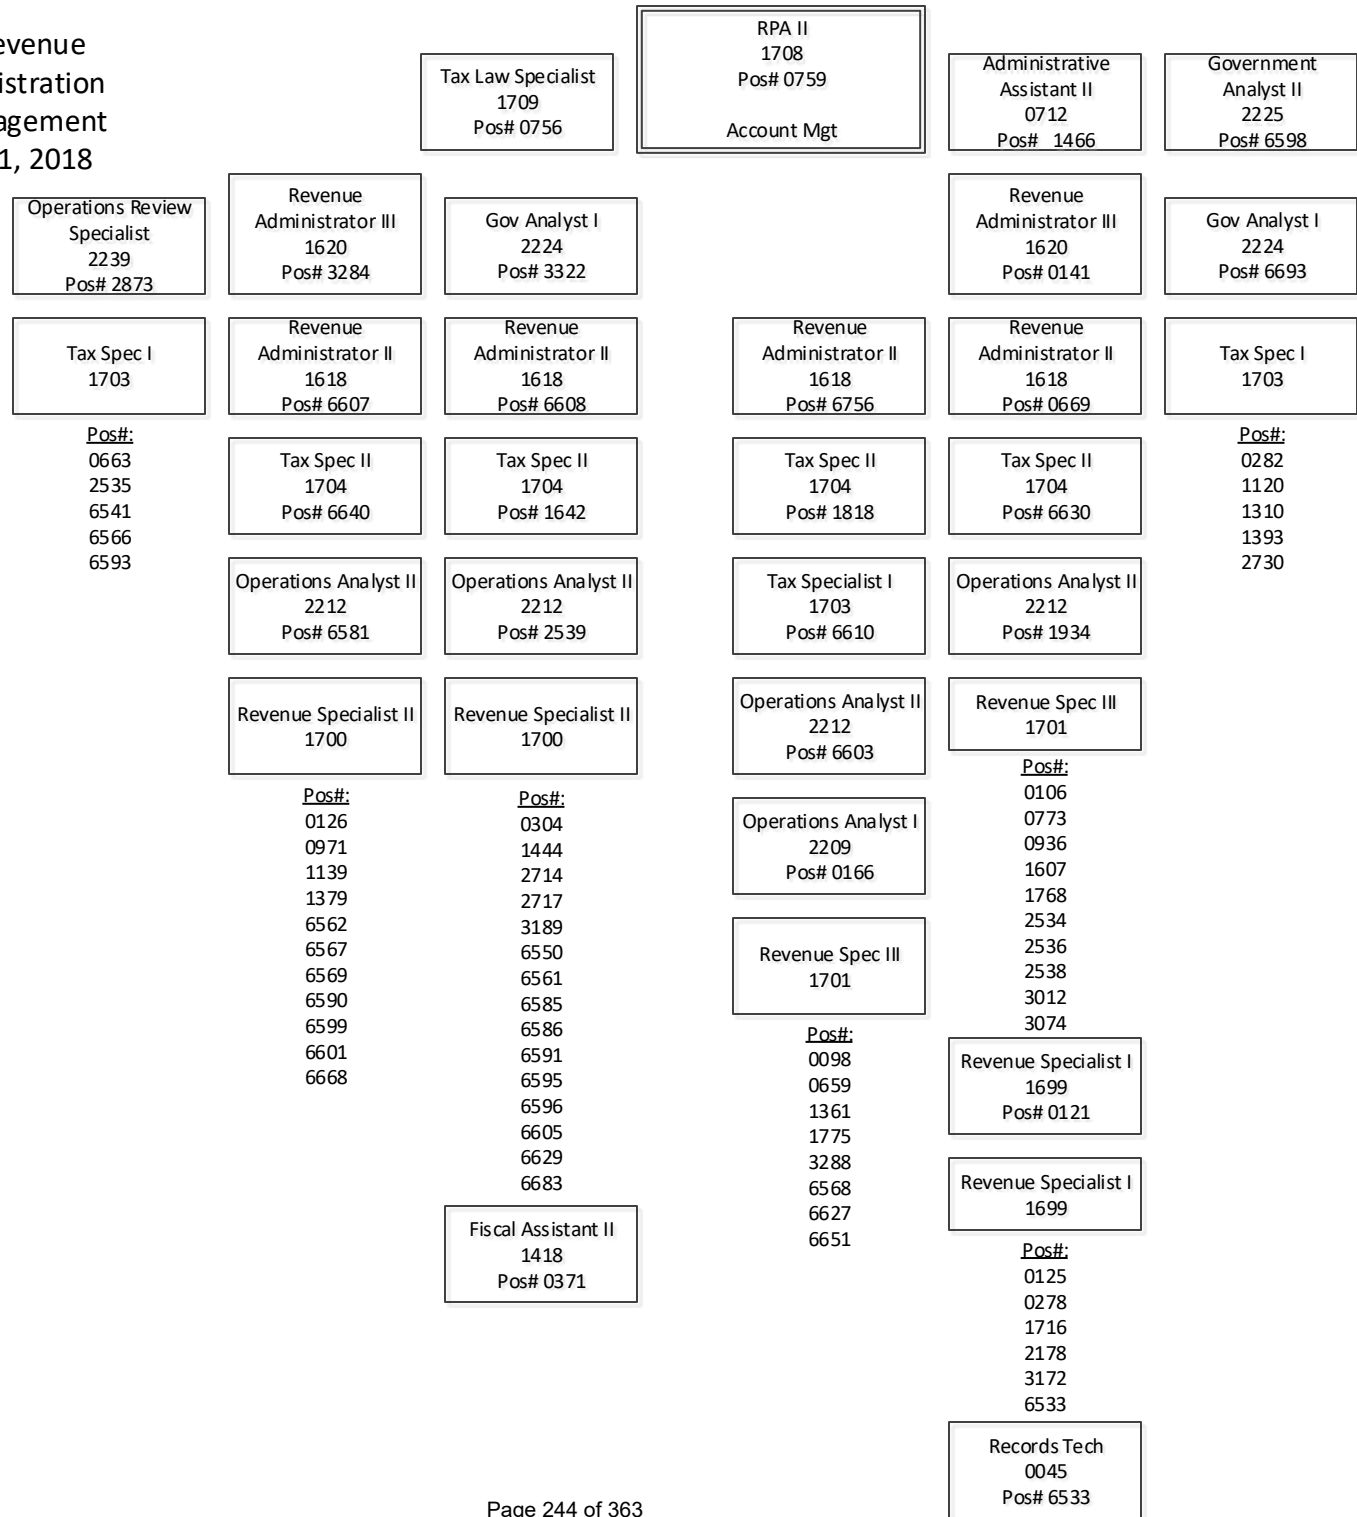 1, 2018
RPA II
1708
Pos# 0759
Account Mgt
Tax Law Specialist
1709
Pos# 0756
Administrative
Assistant II
0712
Pos# 1466
Government
Analyst II
2225
Pos# 6598
Operations Review
Specialist
2239
Pos# 2873
Revenue
Administrator III
1620
Pos# 3284
Gov Analyst I
2224
Pos# 3322
Revenue
Administrator III
1620
Pos# 0141
Gov Analyst I
2224
Pos# 6693
Tax Spec I
1703
Pos#:
0663
2535
6541
6566
6593
Revenue
Administrator II
1618
Pos# 6607
Tax Spec II
1704
Pos# 6640
Operations Analyst II
2212
Pos# 6581
Revenue Specialist II
1700
Pos#:
0126
0971
1139
1379
6562
6567
6569
6590
6599
6601
6668
Revenue
Administrator II
1618
Pos# 6608
Tax Spec II
1704
Pos# 1642
Operations Analyst II
2212
Pos# 2539
Revenue Specialist II
1700
Pos#:
0304
1444
2714
2717
3189
6550
6561
6585
6586
6591
6595
6596
6605
6629
6683
Fiscal Assistant II
1418
Pos# 0371
Revenue
Administrator II
1618
Pos# 6756
Tax Spec II
1704
Pos# 1818
Tax Specialist I
1703
Pos# 6610
Operations Analyst II
2212
Pos# 6603
Operations Analyst I
2209
Pos# 0166
Revenue Spec III
1701
Pos#:
0098
0659
1361
1775
3288
6568
6627
6651
Revenue
Administrator II
1618
Pos# 0669
Tax Spec II
1704
Pos# 6630
Operations Analyst II
2212
Pos# 1934
Revenue Spec III
1701
Pos#:
0106
0773
0936
1607
1768
2534
2536
2538
3012
3074
Revenue Specialist I
1699
Pos# 0121
Revenue Specialist I
1699
Pos#:
0125
0278
1716
2178
3172
6533
Records Tech
0045
Pos# 6533
Tax Spec I
1703
Pos#:
0282
1120
1310
1393
2730
Page 244 of 363